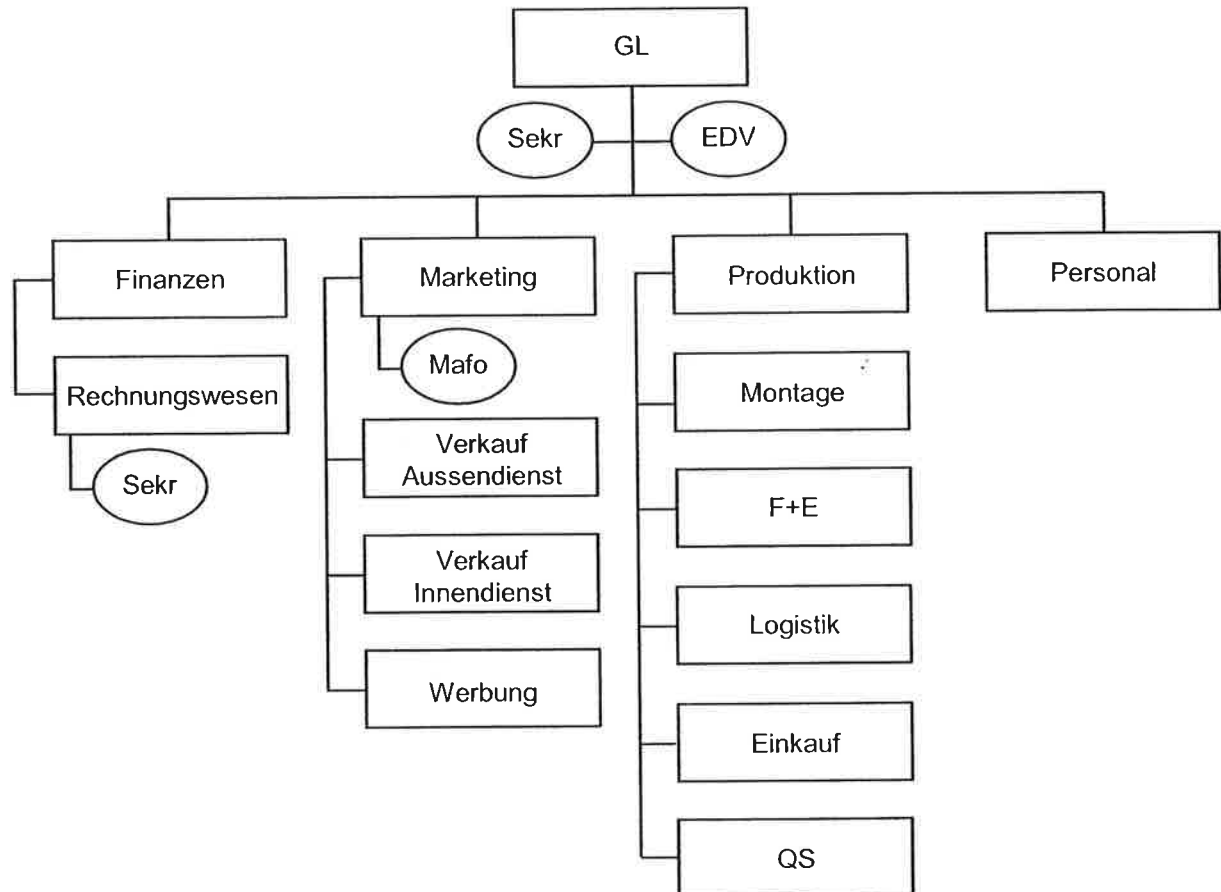 GL
Sekr
EDV
Finanzen
Marketing
Produktion
Personal
Rechnungswesen
Sekr
Mafo
Verkauf
Aussendienst
Verkauf
Innendienst
Werbung
Montage
F+E
Logistik
Einkauf
QS